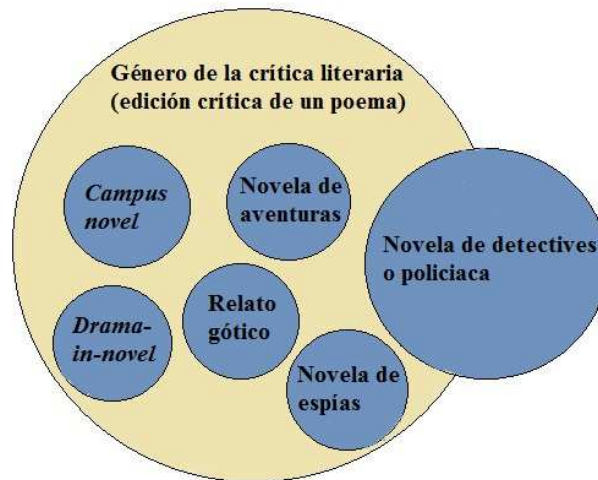 Género de la crítica literaria
(edición crítica de un poema)
Campus
novel
Novela de
aventuras
Novela de detectives
o policiaca
Relato
gótico
Drama-
in-novel
Novela de
espías